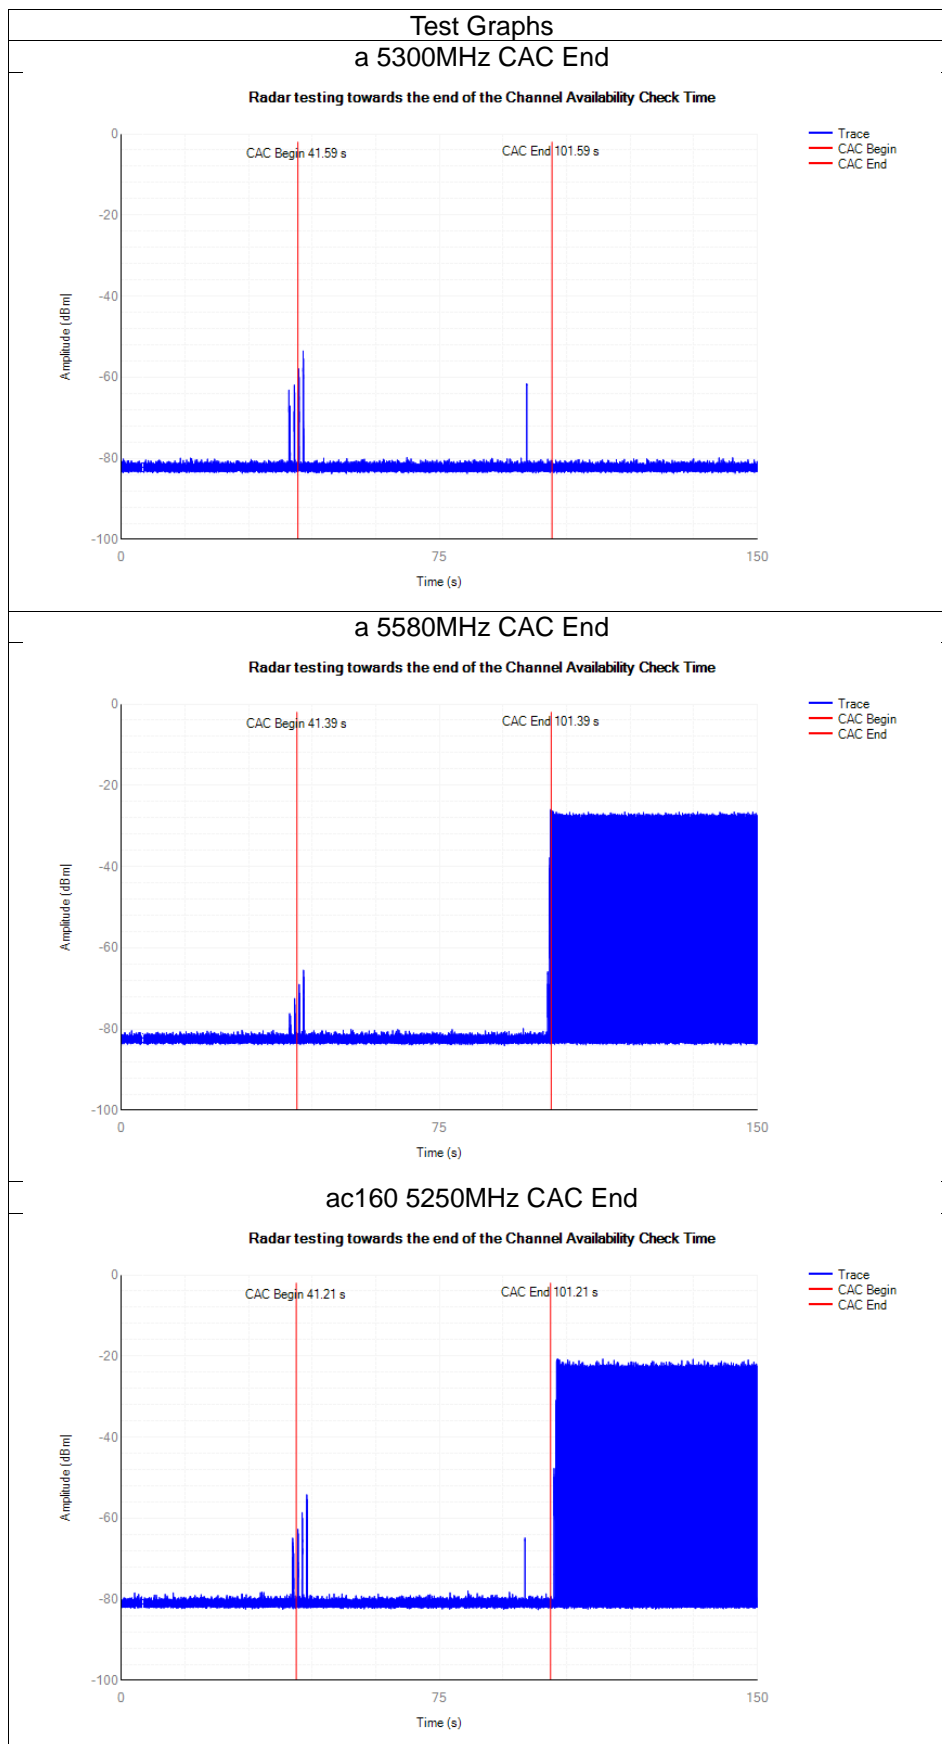 Test Graphs
a 5300MHz CAC End
Radar testing towards the end of the Channel Availability Check Time
CAC Begin 41.59 s
CAC End 101.59 s
Trace
CAC Begin
CAC End
0
-20
-40
-60
-80
-100
Amplitude (dBm|
0
75
150
Time (s)
a 5580MHz CAC End
Radar testing towards the end of the Channel Availability Check Time
CAC Begin 41.39 s
CAC End 101.39 s
Trace
CAC Begin
CAC End
0
-20
-40
-60
-80
-100
Amplitude (dBm|
0
75
150
Time (s)
ac160 5250MHz CAC End
Radar testing towards the end of the Channel Availability Check Time
CAC Begin 41.21 s
CAC End 101.21 s
Trace
CAC Begin
CAC End
0
-20
-40
-60
-80
-100
Amplitude (dBm|
0
75
150
Time (s)